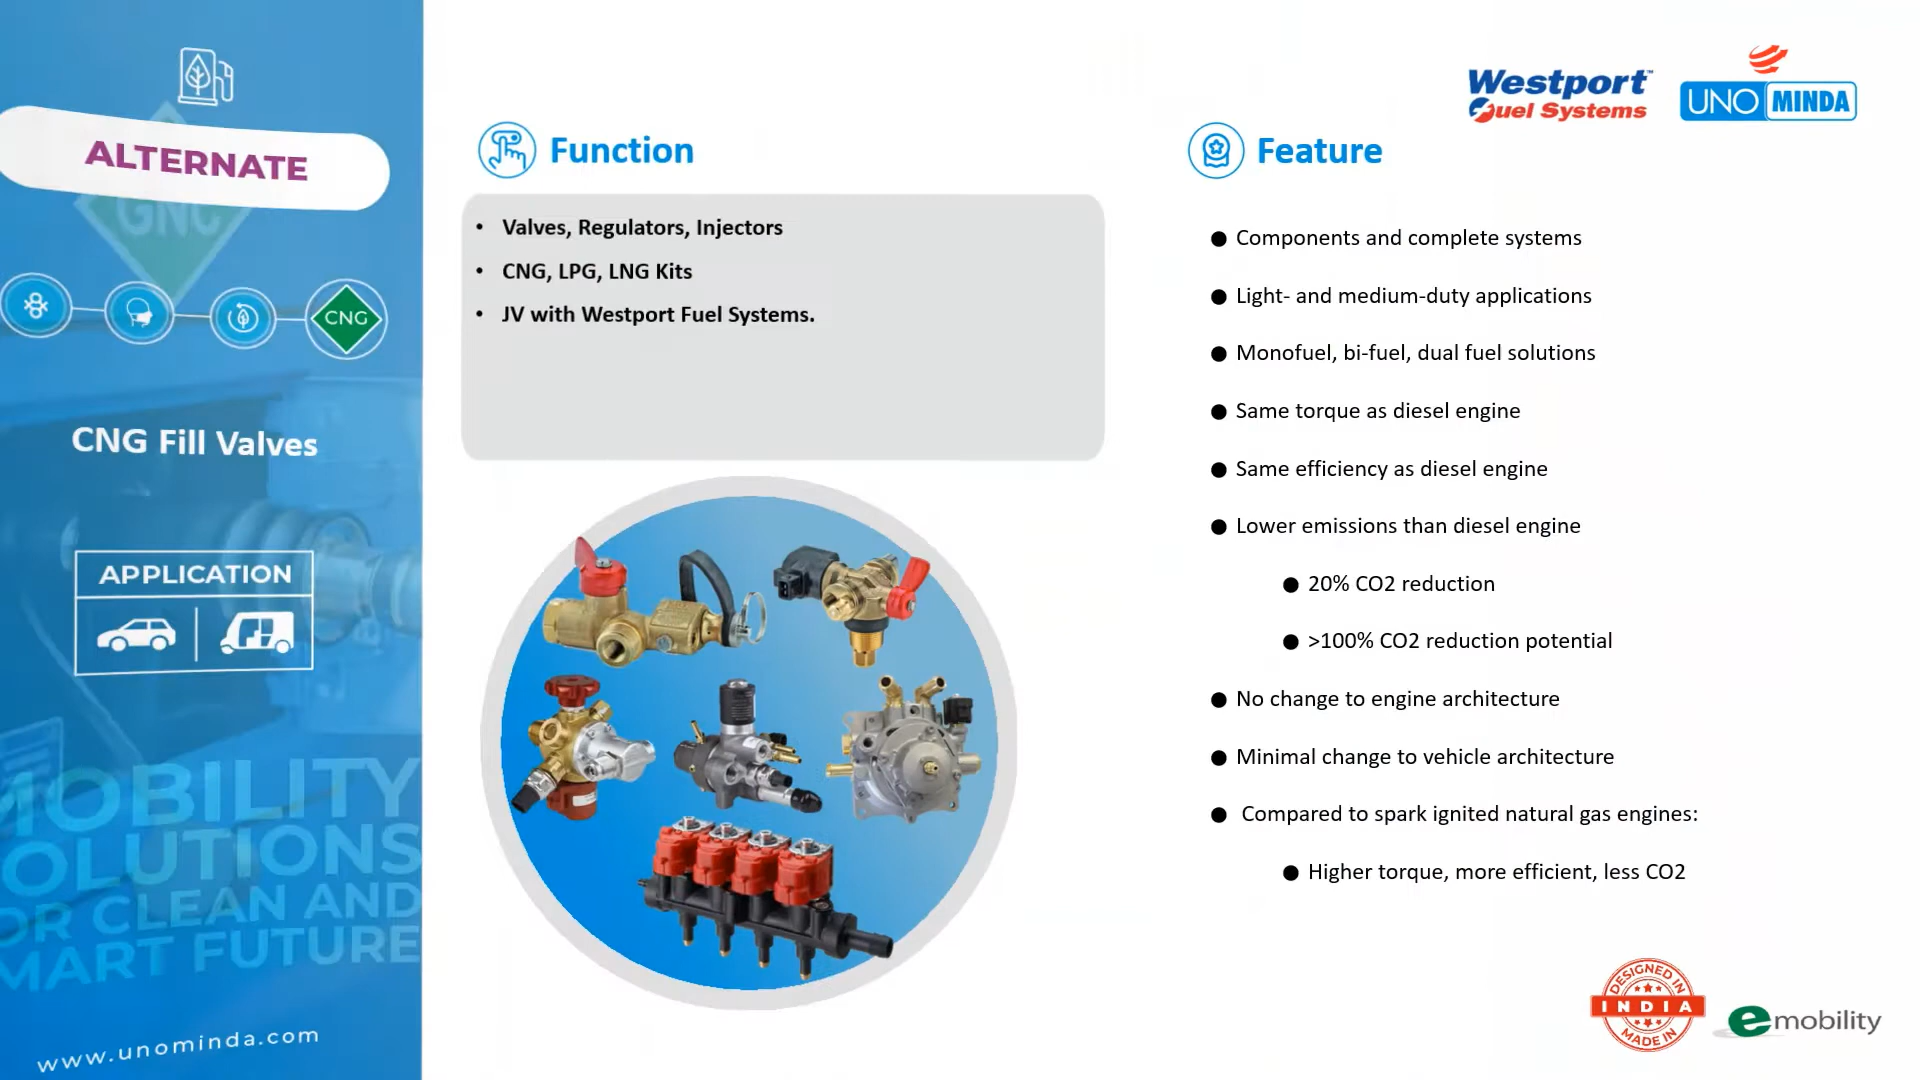 ALTERNATE
GNC
CNG
CNG Fill Valves
APPLICATION
MOBILITY
SOLUTIONS
FOR CLEAN AND
SMART FUTURE
www.unominda.com
Function
• Valves, Regulators, Injectors
• CNG, LPG, LNG Kits
• JV with Westport Fuel Systems.
Westport™
Fuel Systems
UNO MINDA
Feature
● Components and complete systems
● Light- and medium-duty applications
● Monofuel, bi-fuel, dual fuel solutions
● Same torque as diesel engine
● Same efficiency as diesel engine
● Lower emissions than diesel engine
● 20% CO2 reduction
● >100% CO2 reduction potential
● No change to engine architecture
● Minimal change to vehicle architecture
● Compared to spark ignited natural gas engines:
● Higher torque, more efficient, less CO2
DESIGNED IN
INDIA
MADE IN
emobility